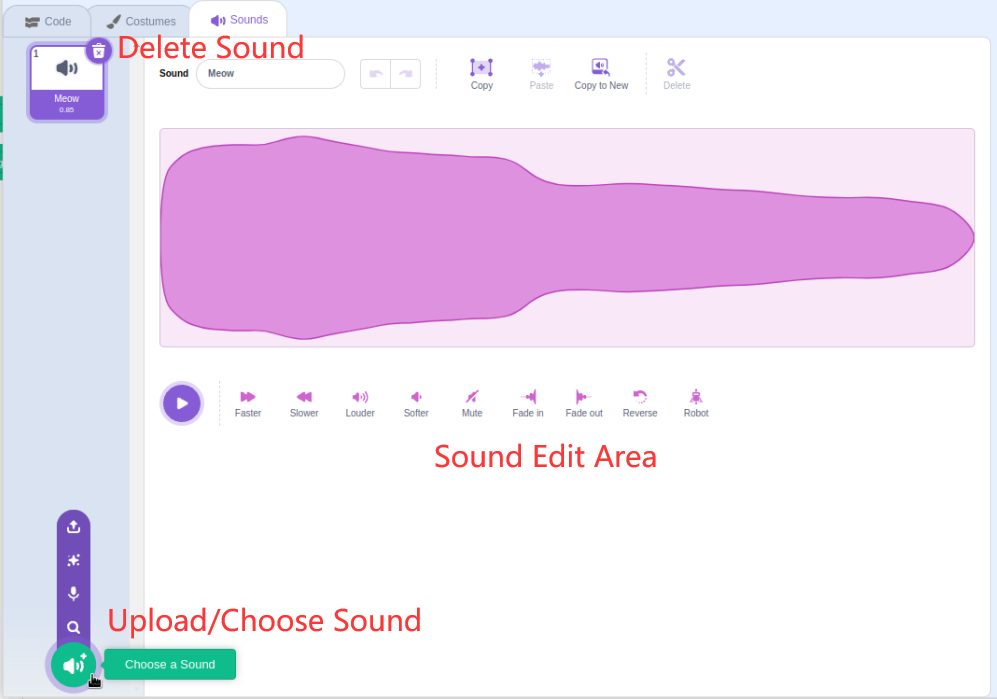 Code
Costumes
Sounds
Delete Sound
1
Meow
0.85
Sound
Meow
Copy
Paste
Copy to New
Delete
Faster
Slower
Louder
Softer
Mute
Fade in
Fade out
Reverse
Robot
Sound Edit Area
Upload/Choose Sound
Choose a Sound